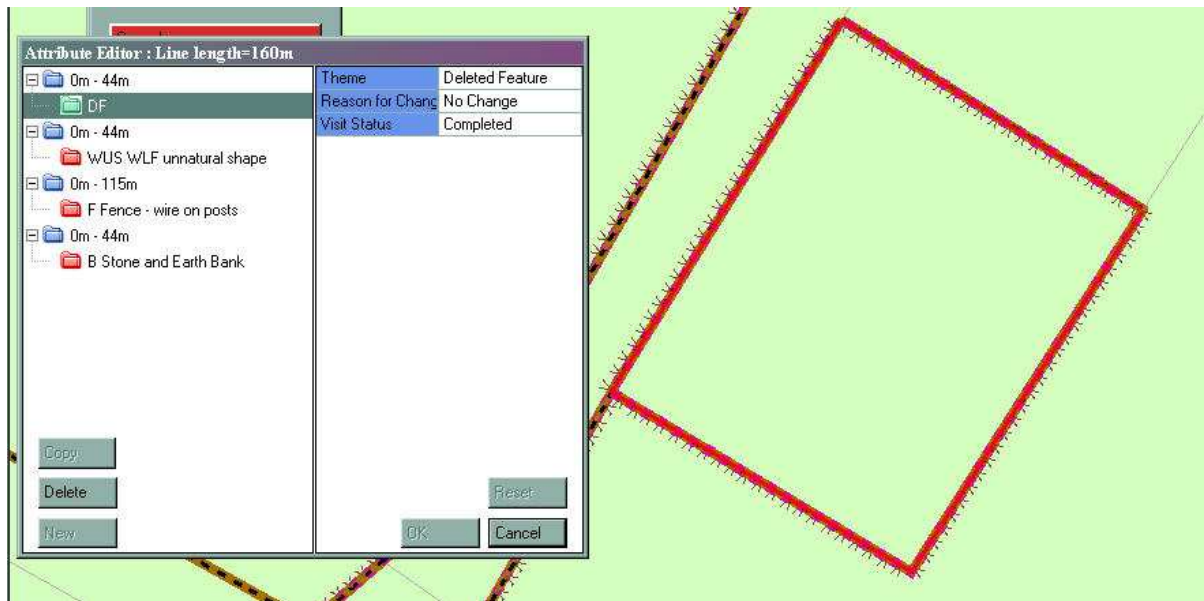 Attribute Editor : Line length=160m
0m - 44m
DF
0m - 44m
WUS WLF unnatural shape
0m - 115m
F Fence - wire on posts
0m - 44m
B Stone and Earth Bank
Theme Deleted Feature
Reason for Chang No Change
Visit Status Completed
Copy
Delete
New
Reset
OK
Cancel